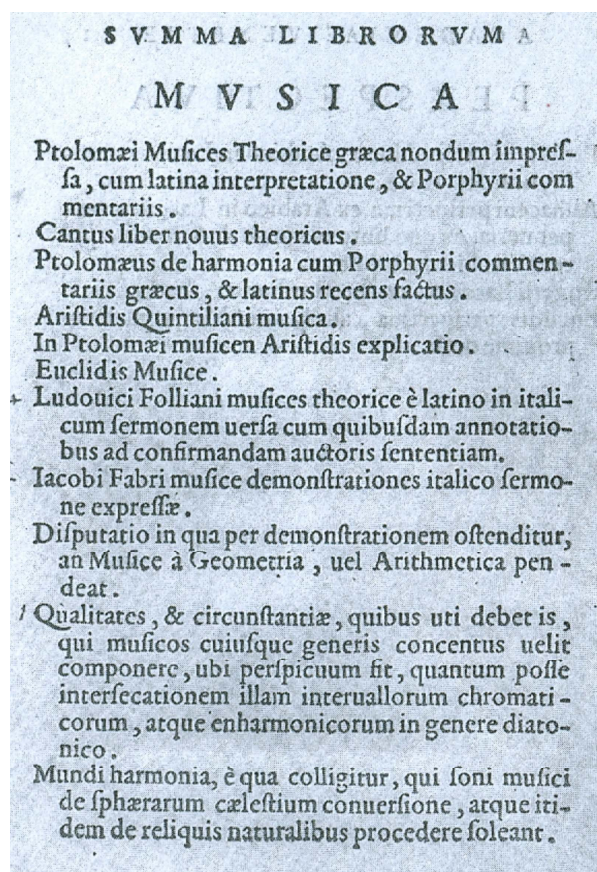 SVMMA LIBRORVM
MVSICA
Ptolomæi Muſices Theorice græca nondum impreſ-
ſa, cum latina interpretatione, & Porphyrii com
mentariis.
Cantus liber nouus theoricus.
Ptolomæus de harmonia cum Porphyrii commen-
tariis græcus, & latinus recens factus.
Ariſtidis Quintiliani muſica.
In Ptolomæi muſicen Ariſtidis explicatio.
Euclidis Muſice.
Ludouici Folliani muſices theorice è latino in itali-
cum ſermonem uerſa cum quibuſdam annotatio-
bus ad confirmandam auctoris ſententiam.
Iacobi Fabri muſice demonſtrationes italico ſermo-
ne expreſſæ.
Diſputatio in qua per demonſtrationem oſtenditur,
an Muſice à Geometria, uel Arithmetica pen-
deat.
Qualitates, & circunſtantiæ, quibus uti debet is,
qui muſicos cuiuſque generis concentus uelit
componere, ubi perſpicuum fit, quantum poſſe
interſecationem illam interuallorum chromati-
corum, atque enharmonicorum in genere diato-
nico.
Mundi harmonia, è qua colligitur, qui ſoni muſici
de ſphærarum cæleſtium conuerſione, atque iti-
dem de reliquis naturalibus procedere ſoleant.